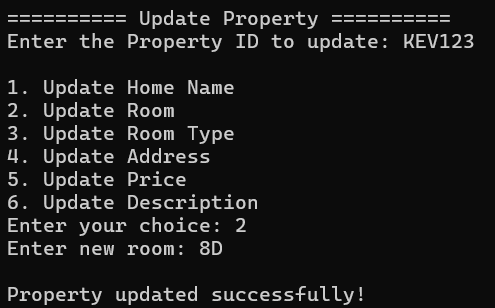 ========== Update Property ==========
Enter the Property ID to update: KEV123
1. Update Home Name
2. Update Room
3. Update Room Type
4. Update Address
5. Update Price
6. Update Description
Enter your choice: 2
Enter new room: 8D
Property updated successfully!